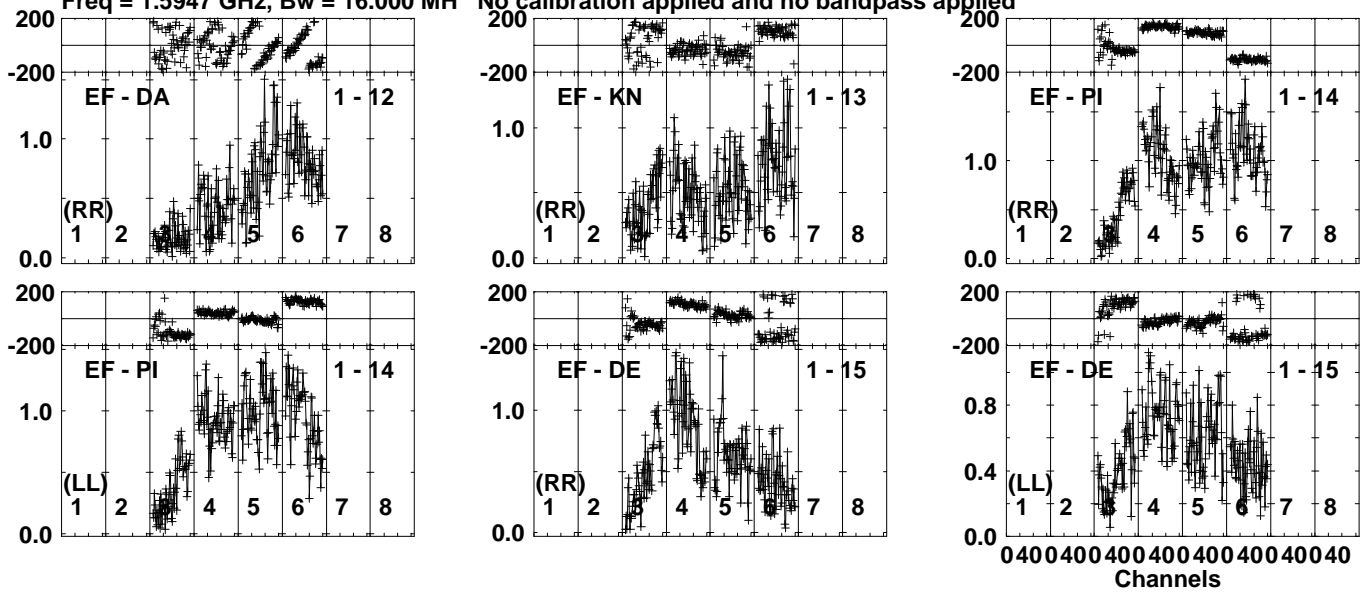 Freq = 1.5947 GHz, Bw = 16.000 MH No calibration applied and no bandpass applied
200 200 200
-200 -200 -200
EF - DA 1 - 12 EF - KN 1 - 13 EF - PI 1 - 14
1.0 1.0 1.0
(RR) (RR) (RR)
1 2 3 4 5 6 7 8 1 2 3 4 5 6 7 8 1 2 3 4 5 6 7 8
0.0 0.0 0.0
200 200 200
-200 -200 -200
EF - PI 1 - 14 EF - DE 1 - 15 EF - DE 1 - 15
1.0 1.0 0.8
0.4
(LL) (RR) (LL)
1 2 3 4 5 6 7 8 1 2 3 4 5 6 7 8 1 2 3 4 5 6 7 8
0.0 0.0 0.0
0 40 0 40 0 40 0 40 0 40 0 40 0 40 0 40
Channels